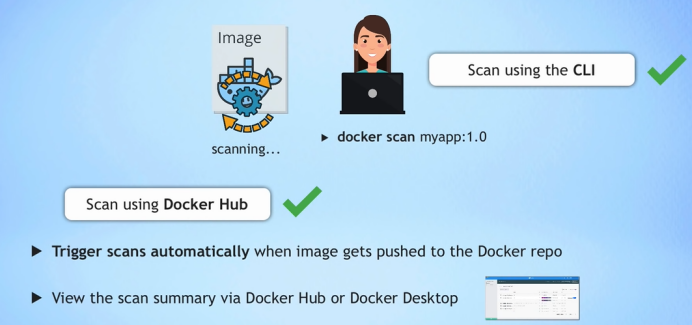 Image
scanning...
Scan using the CLI
▶ docker scan myapp:1.0
Scan using Docker Hub
▶ Trigger scans automatically when image gets pushed to the Docker repo
▶ View the scan summary via Docker Hub or Docker Desktop